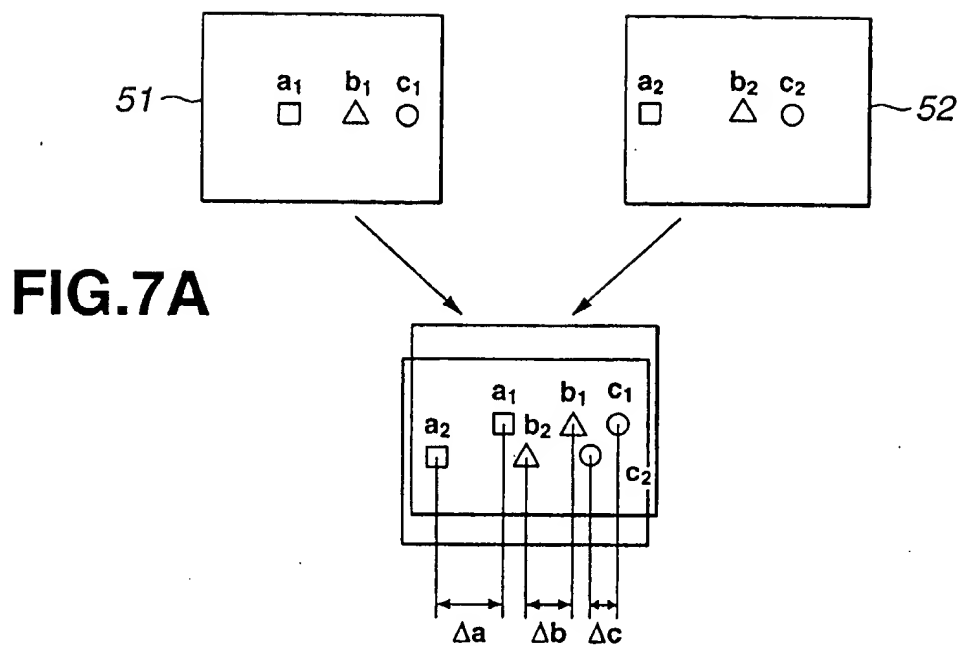 51
a1 b1 c1
a2 b2 c2
52
FIG.7A
a1 b1 c1
a2 b2
c2
Δa Δb Δc